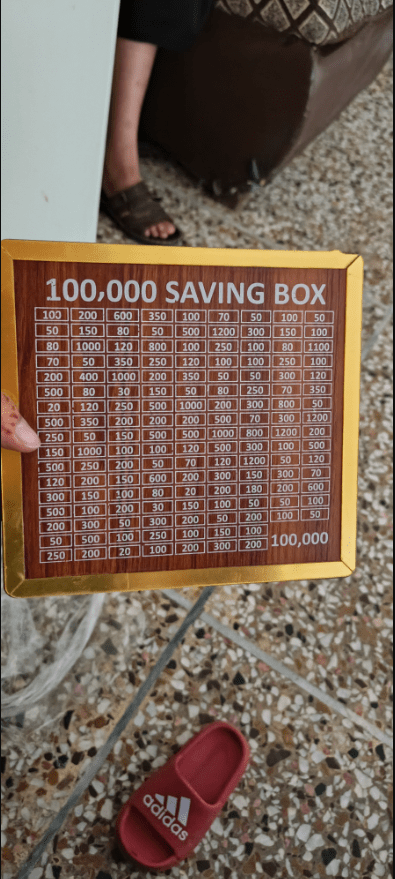 100,000 SAVING BOX
100 200 600 350 100 70 50 100 50
50 150 80 50 500 1200 300 150 100
80 1000 120 800 100 250 100 80 1100
70 50 350 250 120 100 100 250 100
200 400 1000 200 350 50 50 300 120
500 80 30 150 50 80 250 70 350
20 120 250 500 1000 200 300 800 50
500 350 200 200 200 500 70 300 1200
250 50 150 500 500 1000 800 1200 200
150 1000 100 100 120 500 300 100 500
500 250 200 50 70 120 1200 50 120
120 200 150 600 200 300 150 300 70
300 150 100 80 20 200 180 200 600
500 100 200 30 150 100 50 50 100
200 300 50 300 200 50 200 100 50
50 500 100 250 100 150 100 100,000
250 200 20 100 200 300 200
adidas